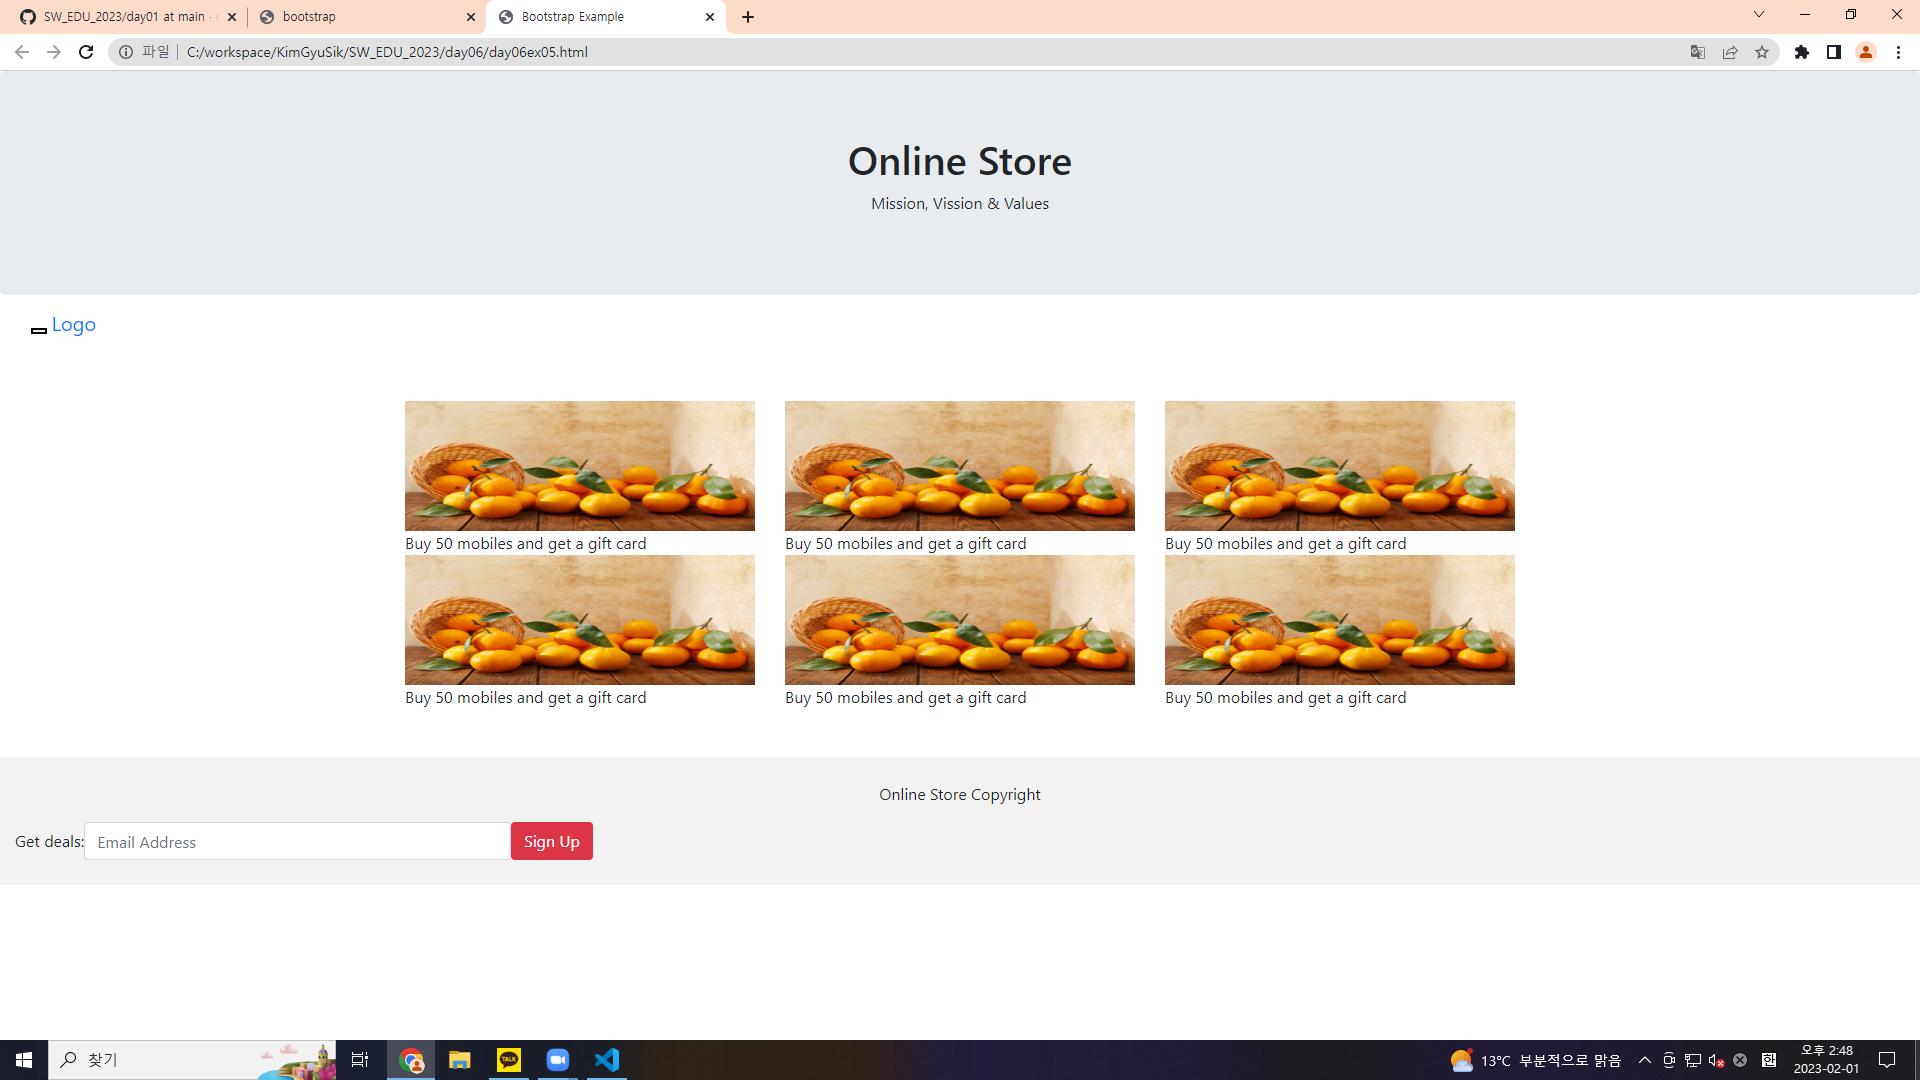 SW_EDU_2023/day01 at main ·
bootstrap
Bootstrap Example
파일
C:/workspace/KimGyuSik/SW_EDU_2023/day06/day06ex05.html
Online Store
Mission, Vission & Values
Logo
Buy 50 mobiles and get a gift card
Buy 50 mobiles and get a gift card
Buy 50 mobiles and get a gift card
Buy 50 mobiles and get a gift card
Buy 50 mobiles and get a gift card
Buy 50 mobiles and get a gift card
Online Store Copyright
Get deals: Email Address Sign Up
찾기
TALK
13°C 부분적으로 맑음
한
오후 2:48
2023-02-01